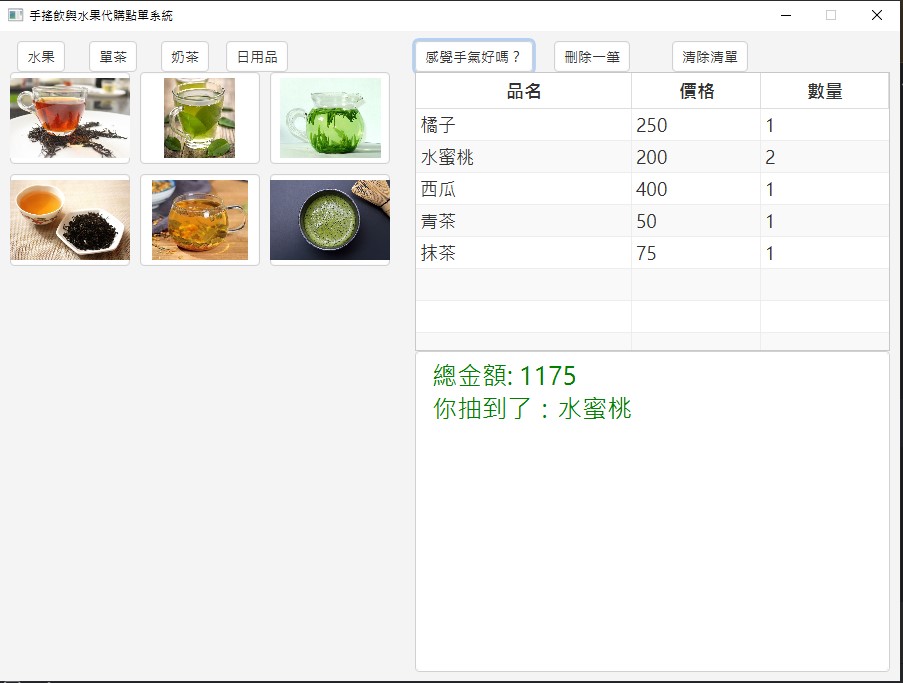 手搖飲與水果代購點單系統
水果 單茶 奶茶 日用品
感覺手氣好嗎？ 刪除一筆 清除清單
品名 價格 數量
橘子 250 1
水蜜桃 200 2
西瓜 400 1
青茶 50 1
抹茶 75 1
總金額: 1175
你抽到了：水蜜桃